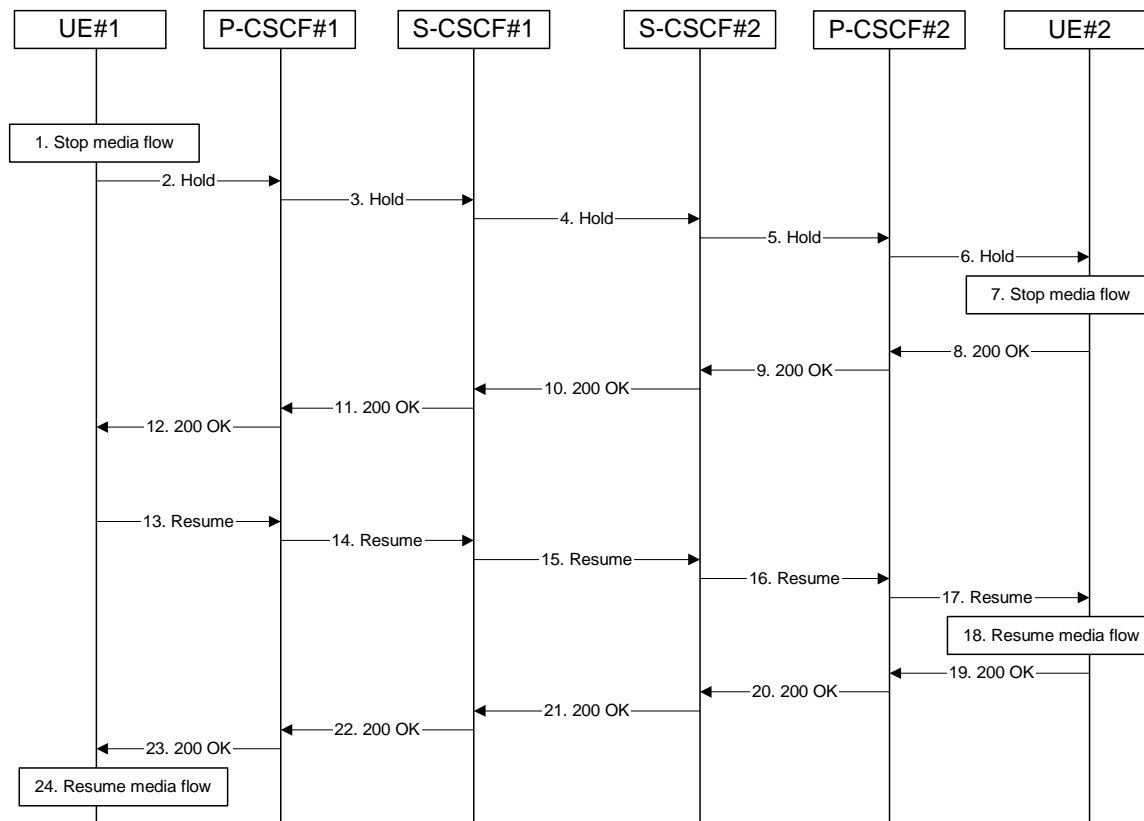 UE#1
P-CSCF#1
S-CSCF#1
S-CSCF#2
P-CSCF#2
UE#2
1. Stop media flow
2. Hold
3. Hold
4. Hold
5. Hold
6. Hold
7. Stop media flow
8. 200 OK
9. 200 OK
10. 200 OK
11. 200 OK
12. 200 OK
13. Resume
14. Resume
15. Resume
16. Resume
17. Resume
18. Resume media flow
19. 200 OK
20. 200 OK
21. 200 OK
22. 200 OK
23. 200 OK
24. Resume media flow